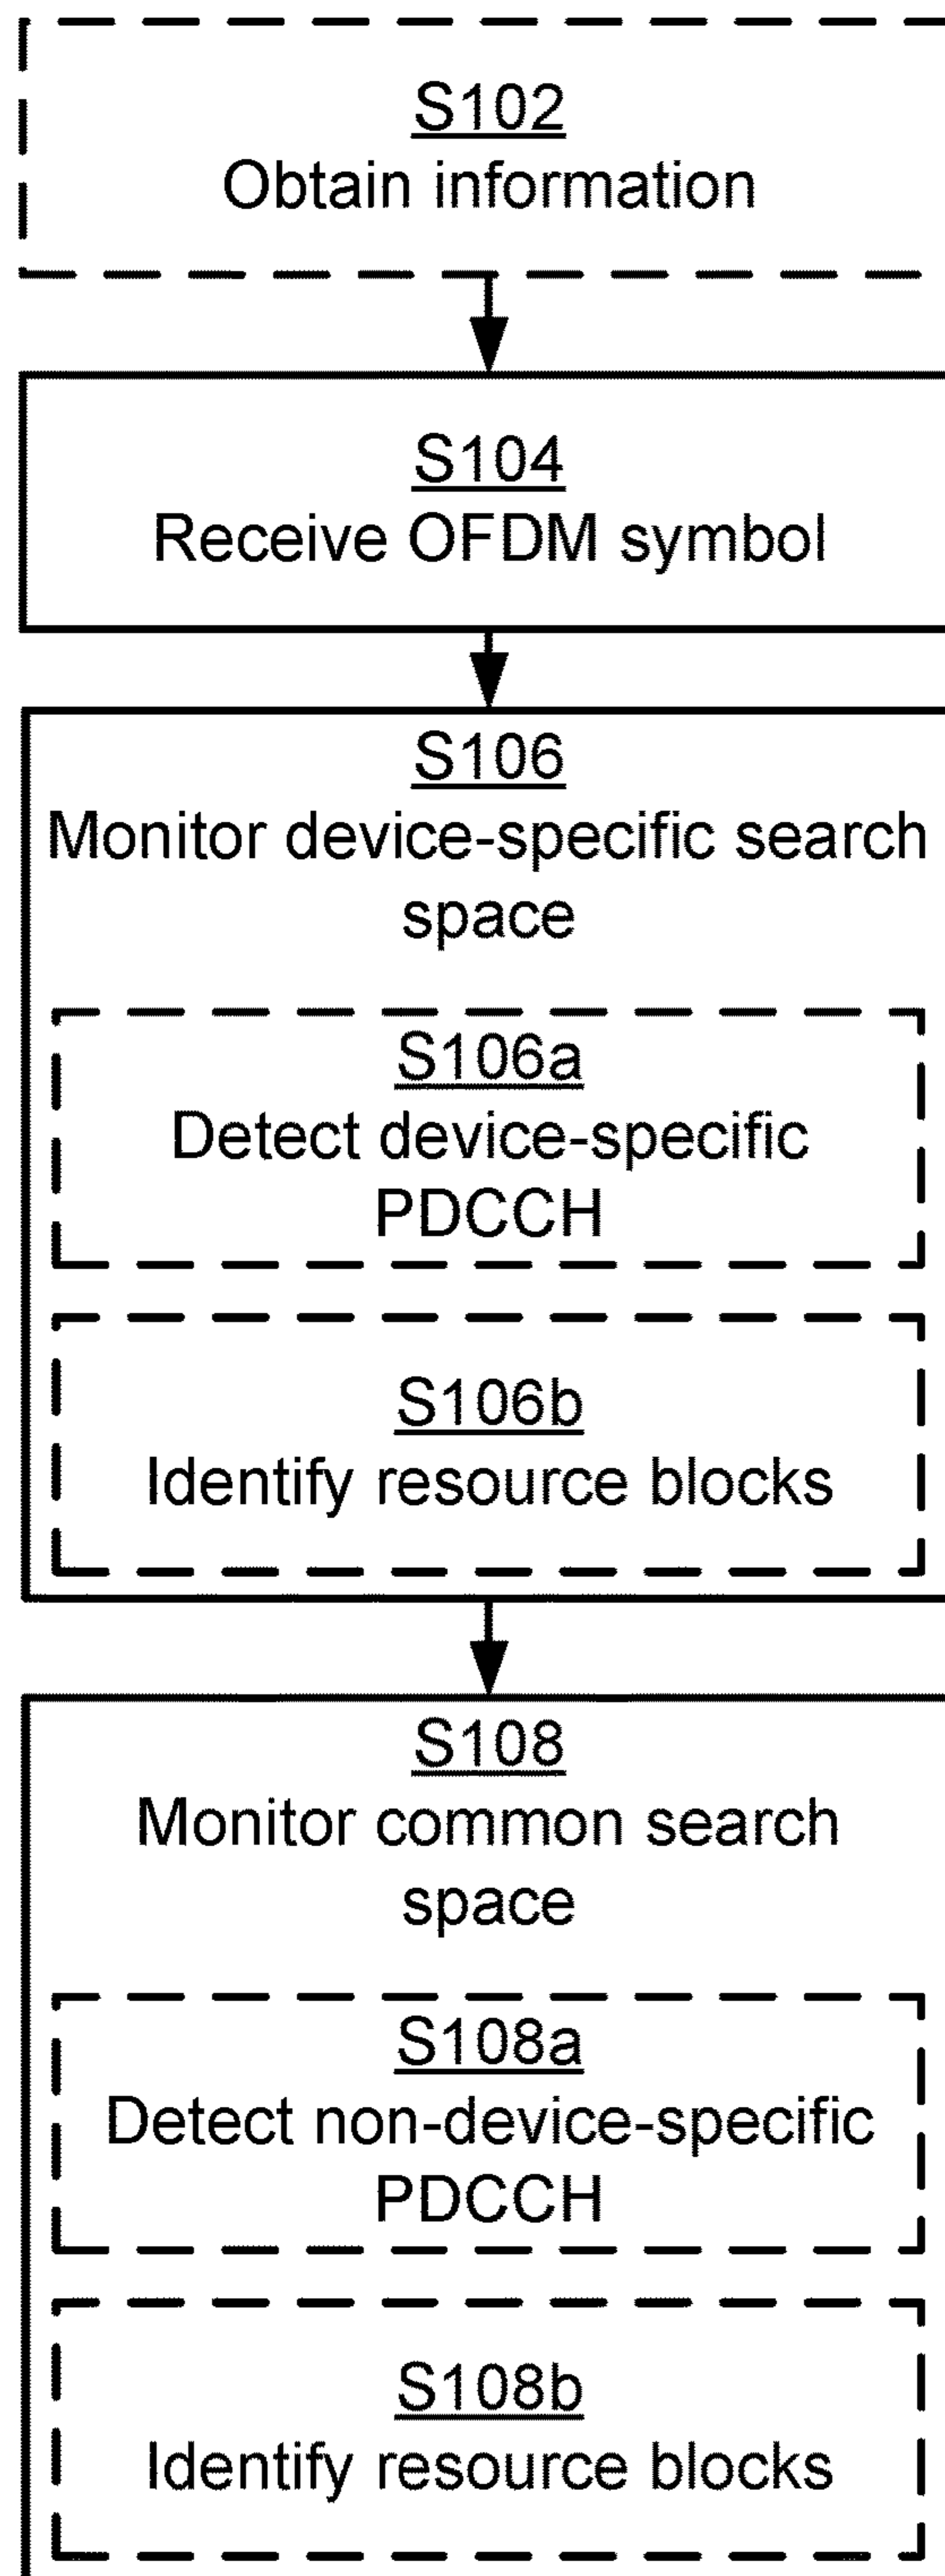 S102
Obtain information
S104
Receive OFDM symbol
S106
Monitor device-specific search
space
S106a
Detect device-specific
PDCCH
S106b
Identify resource blocks
S108
Monitor common search
space
S108a
Detect non-device-specific
PDCCH
S108b
Identify resource blocks